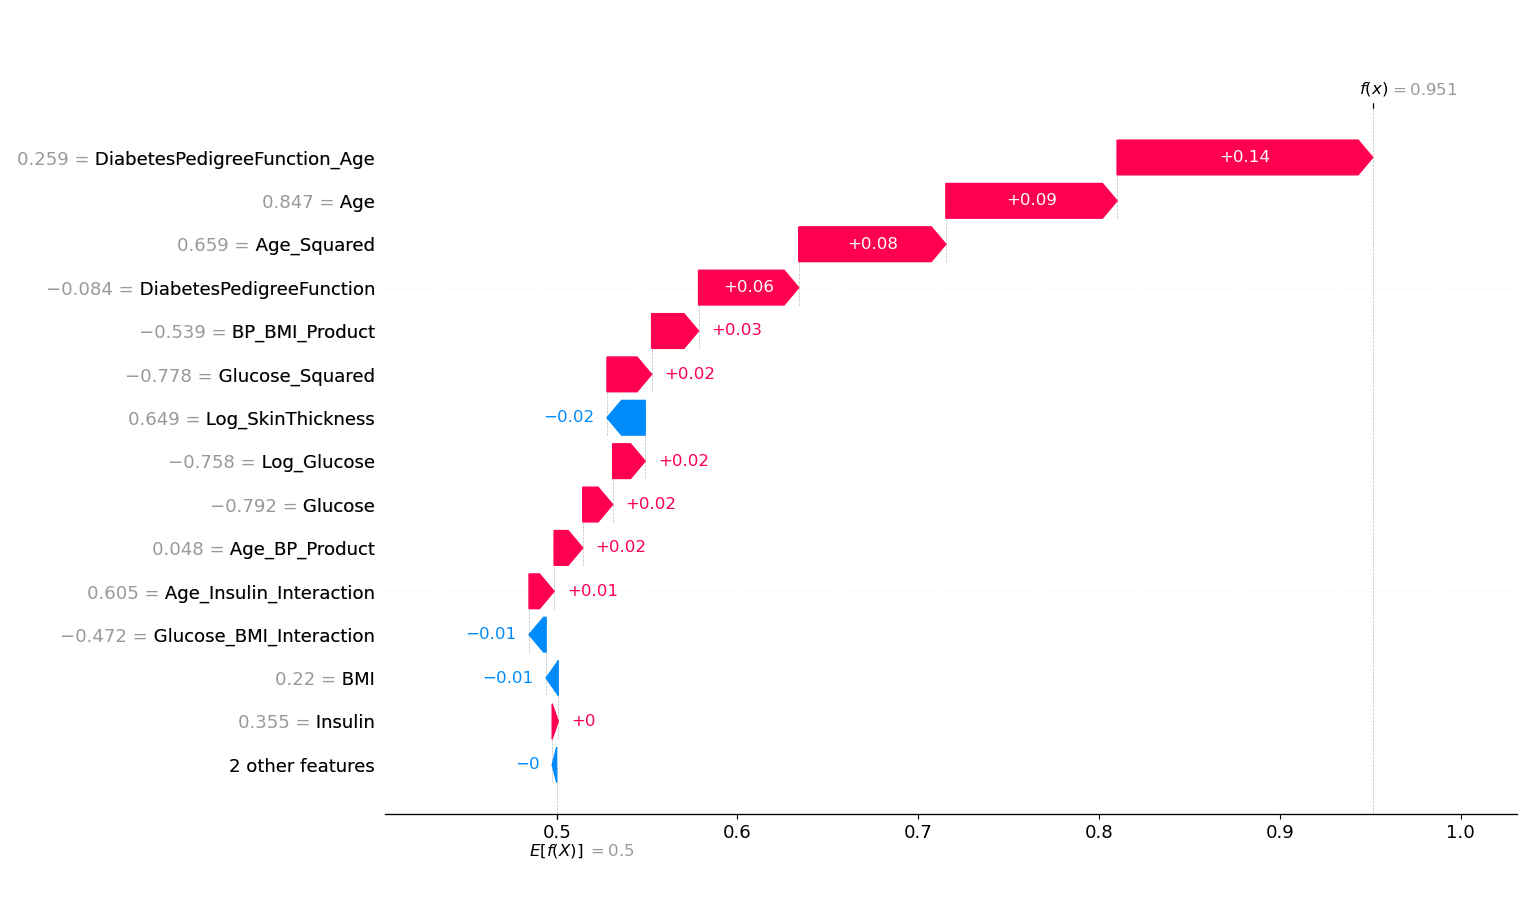 f(x) = 0.951
0.259 = DiabetesPedigreeFunction_Age +0.14
0.847 = Age +0.09
0.659 = Age_Squared +0.08
−0.084 = DiabetesPedigreeFunction +0.06
−0.539 = BP_BMI_Product +0.03
−0.778 = Glucose_Squared +0.02
0.649 = Log_SkinThickness −0.02
−0.758 = Log_Glucose +0.02
−0.792 = Glucose +0.02
0.048 = Age_BP_Product +0.02
0.605 = Age_Insulin_Interaction +0.01
−0.472 = Glucose_BMI_Interaction −0.01
0.22 = BMI −0.01
0.355 = Insulin +0
2 other features −0
0.5 0.6 0.7 0.8 0.9 1.0
E[f(X)] = 0.5